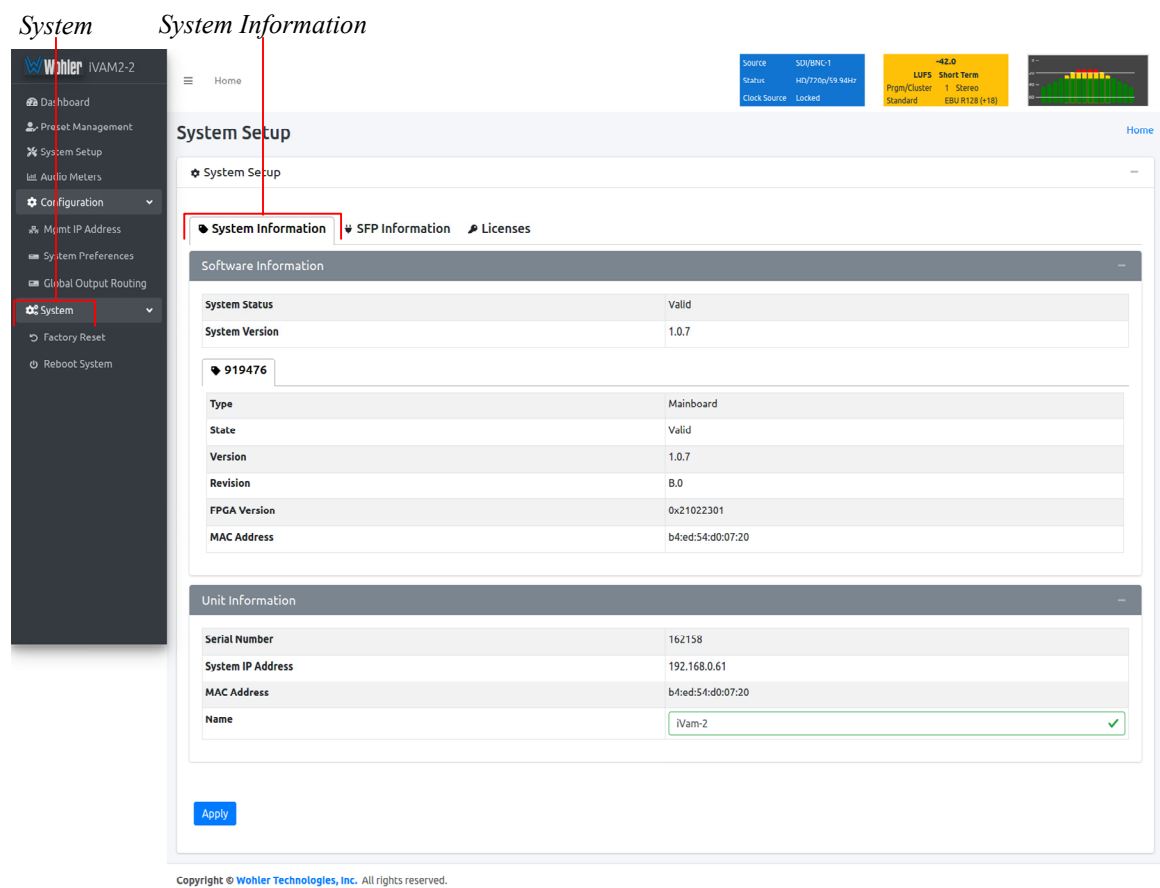 System System Information
Wohler iVAM2-2
Home
Source SDI/BNC-1
Status HD/720p/59.94Hz
Clock Source Locked
-42.0
LUFS Short Term
Prgm/Cluster 1 Stereo
Standard EBU R128 (+18)
Dashboard
Preset Management
System Setup
Audio Meters
Configuration
Mgmt IP Address
System Preferences
Global Output Routing
System
Factory Reset
Reboot System
System Setup
Home
System Setup
System Information SFP Information Licenses
Software Information
System Status Valid
System Version 1.0.7
919476
Type Mainboard
State Valid
Version 1.0.7
Revision B.0
FPGA Version 0x21022301
MAC Address b4:ed:54:d0:07:20
Unit Information
Serial Number 162158
System IP Address 192.168.0.61
MAC Address b4:ed:54:d0:07:20
Name iVam-2
Apply
Copyright © Wohler Technologies, Inc. All rights reserved.